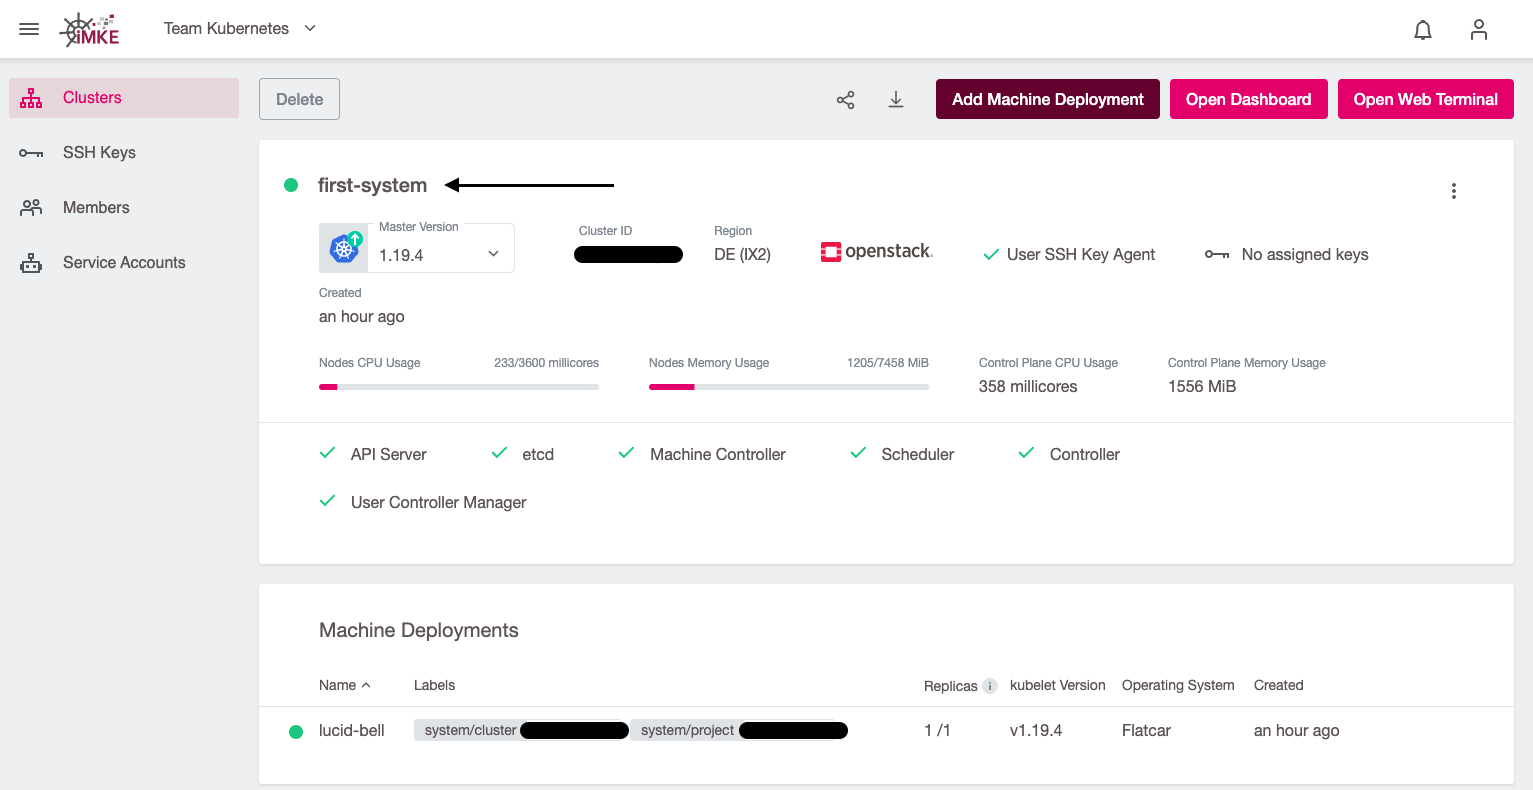 iMKE
Team Kubernetes
Clusters
SSH Keys
Members
Service Accounts
Delete
Add Machine Deployment
Open Dashboard
Open Web Terminal
first-system
Master Version
1.19.4
Cluster ID
Region
DE (IX2)
openstack.
User SSH Key Agent
No assigned keys
Created
an hour ago
Nodes CPU Usage 233/3600 millicores
Nodes Memory Usage 1205/7458 MiB
Control Plane CPU Usage
358 millicores
Control Plane Memory Usage
1556 MiB
API Server
etcd
Machine Controller
Scheduler
Controller
User Controller Manager
Machine Deployments
Name Labels Replicas i kubelet Version Operating System Created
lucid-bell system/cluster system/project 1 /1 v1.19.4 Flatcar an hour ago